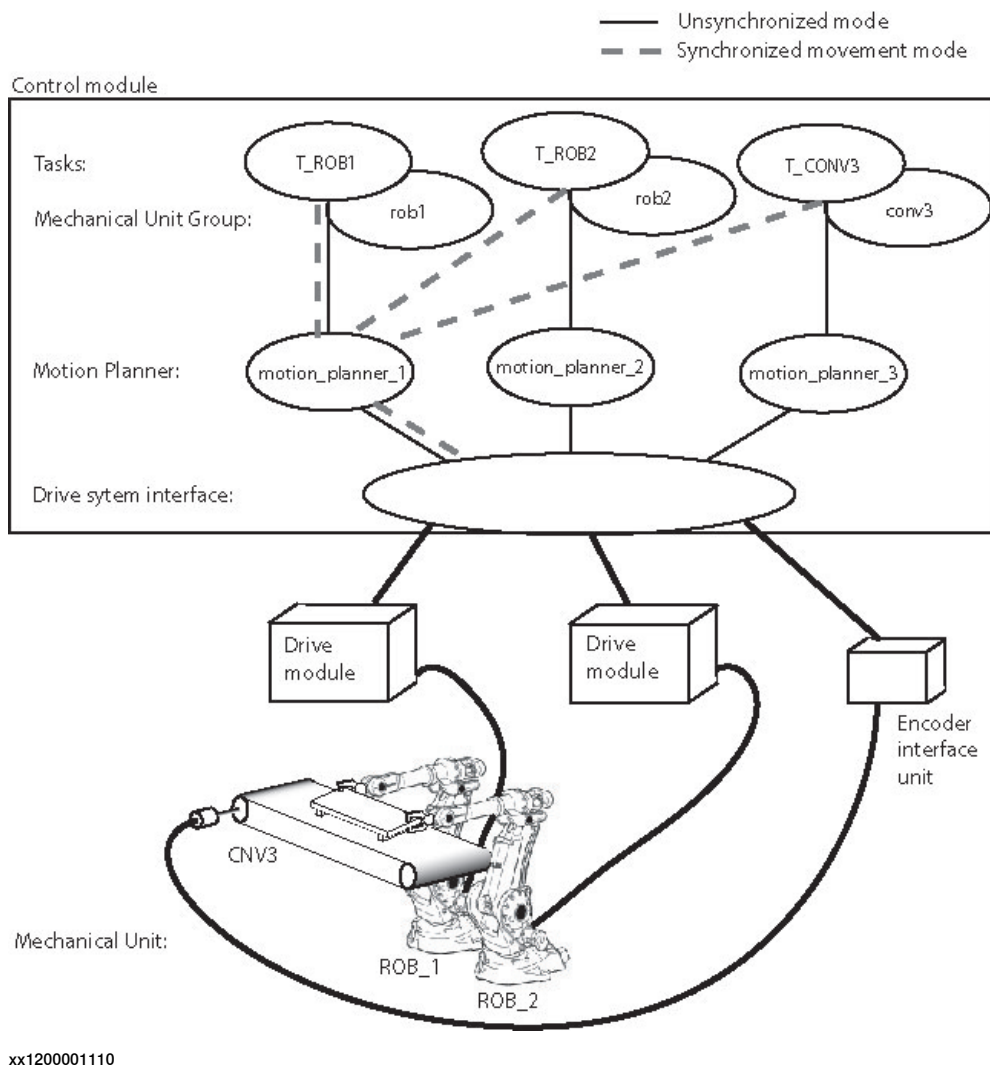 Unsynchronized mode
Synchronized movement mode
Control module
Tasks:
T_ROB1
T_ROB2
T_CONV3
rob1
rob2
conv3
Mechanical Unit Group:
Motion Planner:
motion_planner_1
motion_planner_2
motion_planner_3
Drive sytem interface:
Drive
module
Drive
module
Encoder
interface
unit
CNV3
Mechanical Unit:
ROB_1
ROB_2
xx1200001110